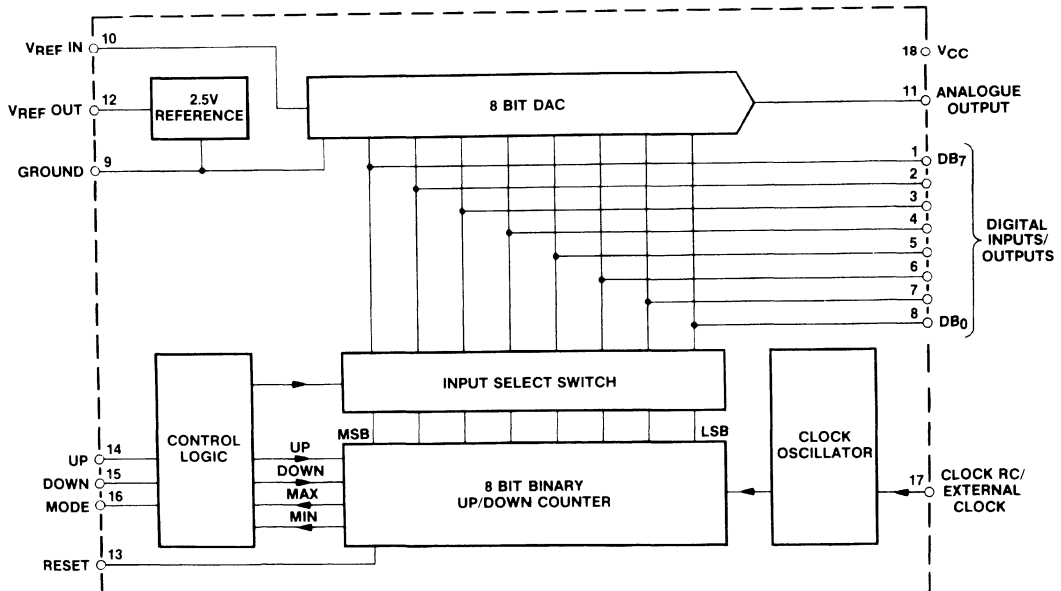 VREF IN
10
18
VCC
VREF OUT
12
2.5V
REFERENCE
8 BIT DAC
11
ANALOGUE
OUTPUT
GROUND
9
1
DB7
2
3
4
5
6
7
8
DB0
DIGITAL
INPUTS/
OUTPUTS
INPUT SELECT SWITCH
MSB
LSB
CONTROL
LOGIC
CLOCK
OSCILLATOR
UP
14
DOWN
15
MODE
16
UP
DOWN
MAX
MIN
8 BIT BINARY
UP/DOWN COUNTER
17
CLOCK RC/
EXTERNAL
CLOCK
RESET
13